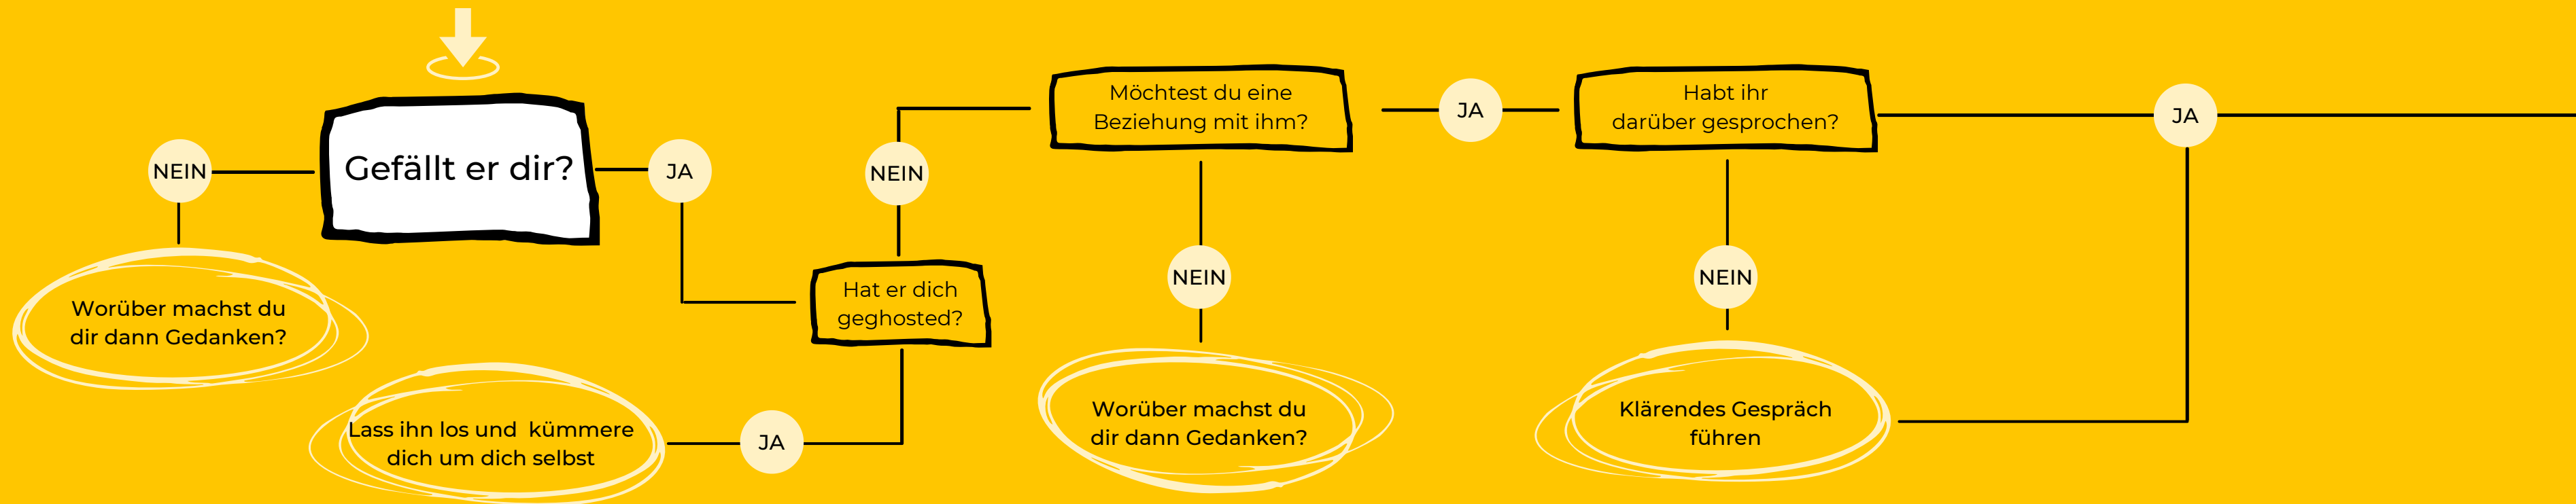 Gefällt er dir?
NEIN
JA
Worüber machst du
dir dann Gedanken?
Hat er dich
geghosted?
JA
Lass ihn los und kümmere
dich um dich selbst
NEIN
Möchtest du eine
Beziehung mit ihm?
NEIN
Worüber machst du
dir dann Gedanken?
JA
Habt ihr
darüber gesprochen?
NEIN
Klärendes Gespräch
führen
JA